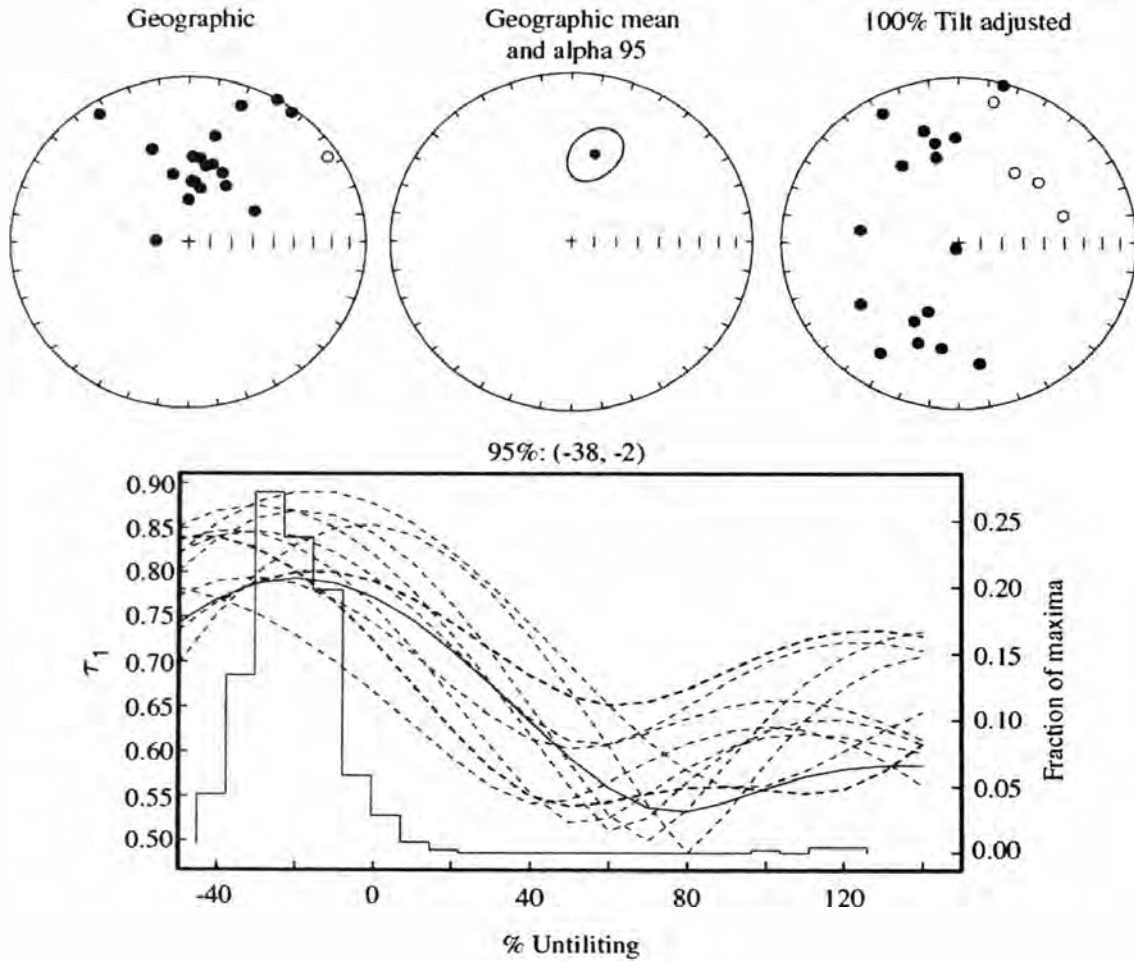 Geographic
Geographic mean
and alpha 95
100% Tilt adjusted
95%: (-38, -2)
0.90
0.85
0.80
0.75
0.70
0.65
0.60
0.55
0.50
τ1
0.25
0.20
0.15
0.10
0.05
0.00
Fraction of maxima
-40 0 40 80 120
% Untiliting